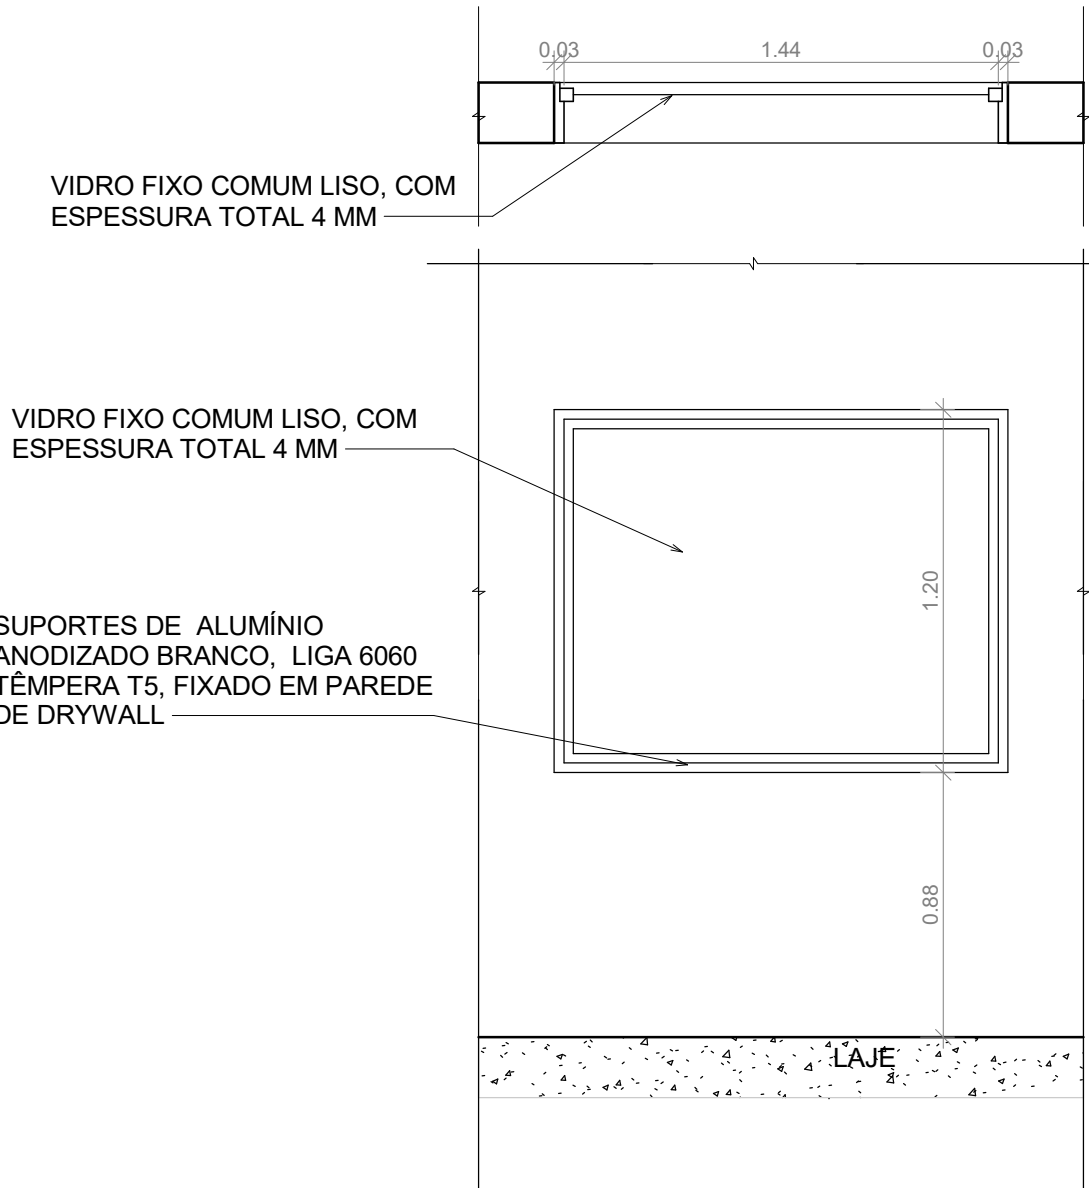 0.03 1.44 0.03
VIDRO FIXO COMUM LISO, COM
ESPESSURA TOTAL 4 MM
VIDRO FIXO COMUM LISO, COM
ESPESSURA TOTAL 4 MM
1.20
SUPORTES DE ALUMÍNIO
ANODIZADO BRANCO, LIGA 6060
TÊMPERA T5, FIXADO EM PAREDE
DE DRYWALL
0.88
LAJE